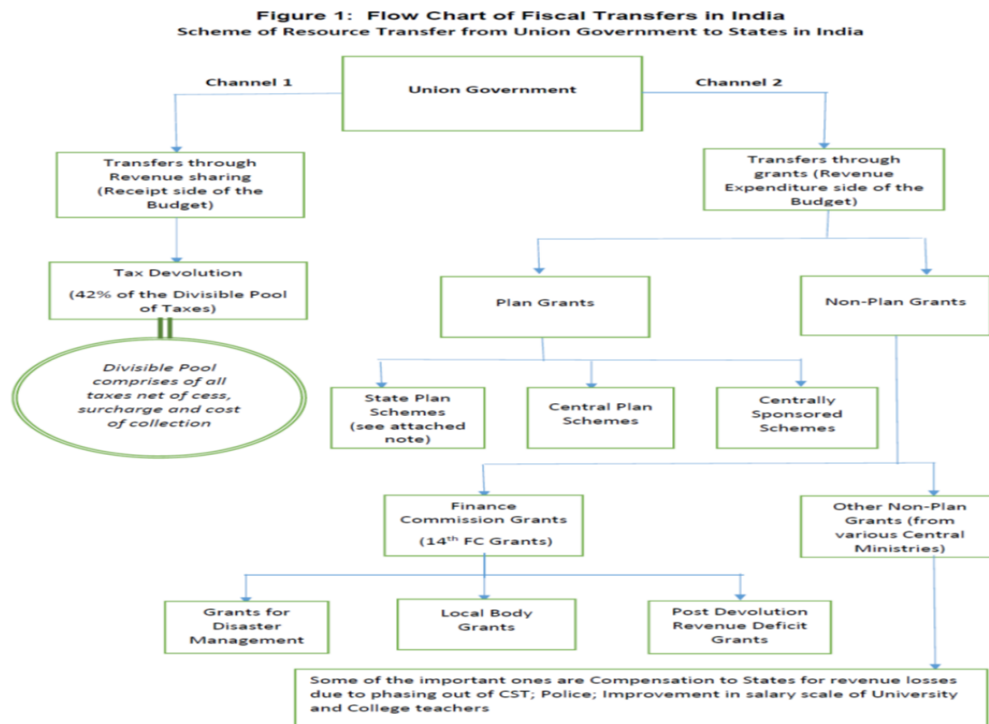 Figure 1: Flow Chart of Fiscal Transfers in India
Scheme of Resource Transfer from Union Government to States in India
Channel 1
Union Government
Channel 2
Transfers through
Revenue sharing
(Receipt side of the
Budget)
Transfers through
grants (Revenue
Expenditure side of the
Budget)
Tax Devolution
(42% of the Divisible Pool
of Taxes)
Plan Grants
Non-Plan Grants
Divisible Pool
comprises of all
taxes net of cess,
surcharge and cost
of collection
State Plan
Schemes
(see attached
note)
Central Plan
Schemes
Centrally
Sponsored
Schemes
Finance
Commission Grants
(14th FC Grants)
Other Non-Plan
Grants (from
various Central
Ministries)
Grants for
Disaster
Management
Local Body
Grants
Post Devolution
Revenue Deficit
Grants
Some of the important ones are Compensation to States for revenue losses
due to phasing out of CST; Police; Improvement in salary scale of University
and College teachers